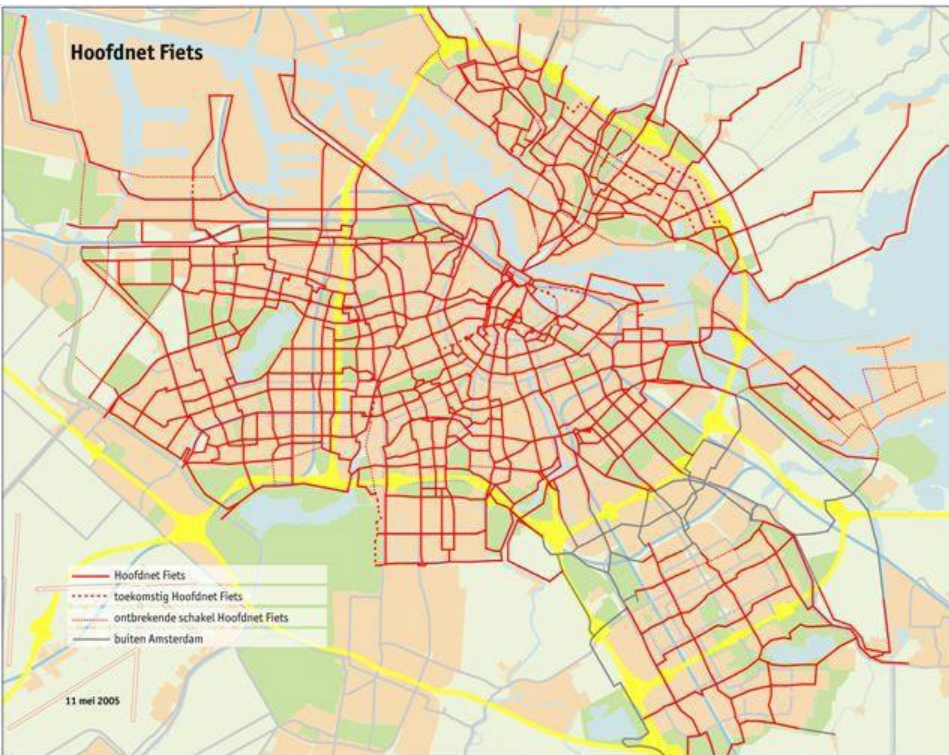 Hoofdnet Fiets
Hoofdnet Fiets
toekomstig Hoofdnet Fiets
ontbrekende schakel Hoofdnet Fiets
buiten Amsterdam
11 mei 2005